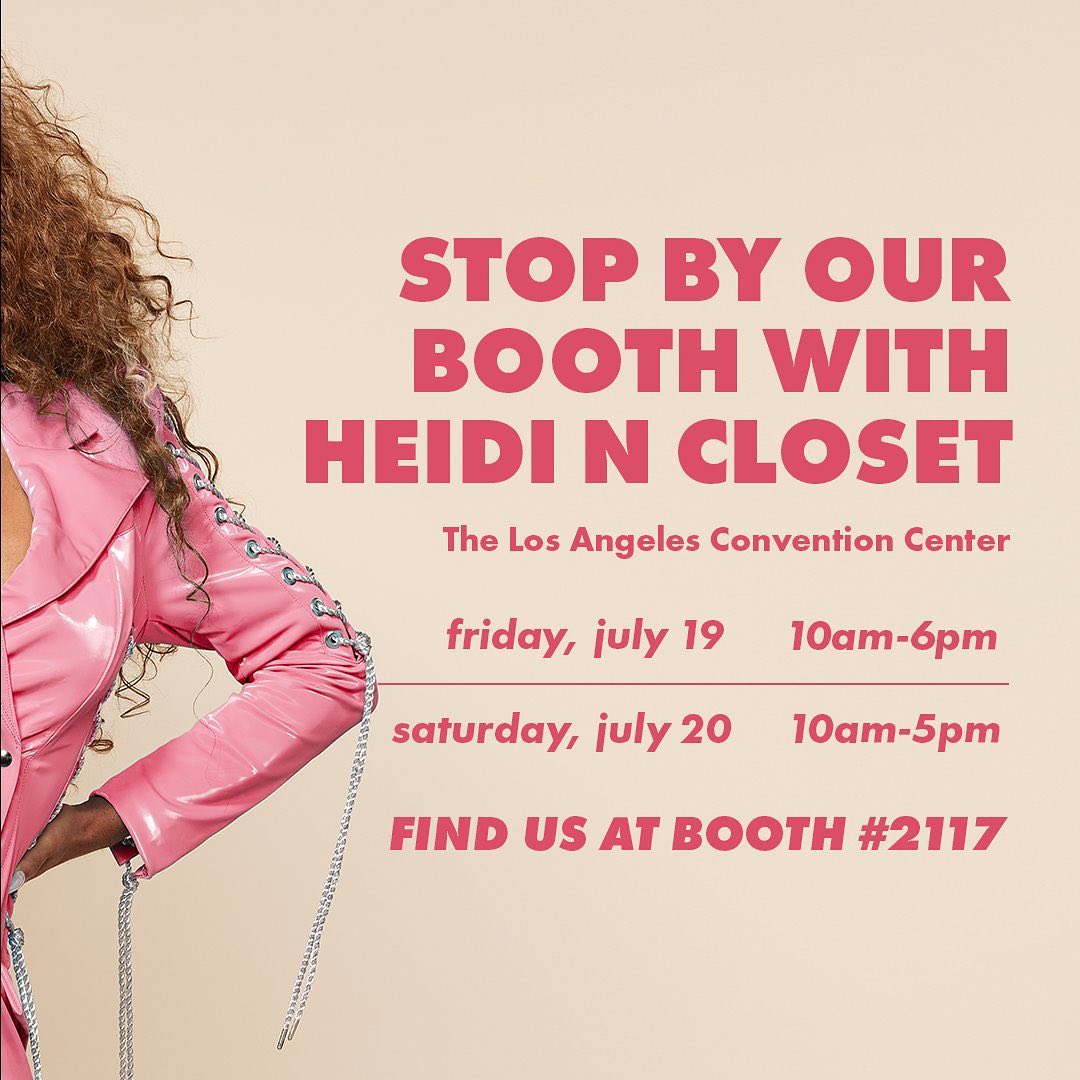 STOP BY OUR
BOOTH WITH
HEIDI N CLOSET
The Los Angeles Convention Center
friday, july 19 10am-6pm
saturday, july 20 10am-5pm
FIND US AT BOOTH #2117